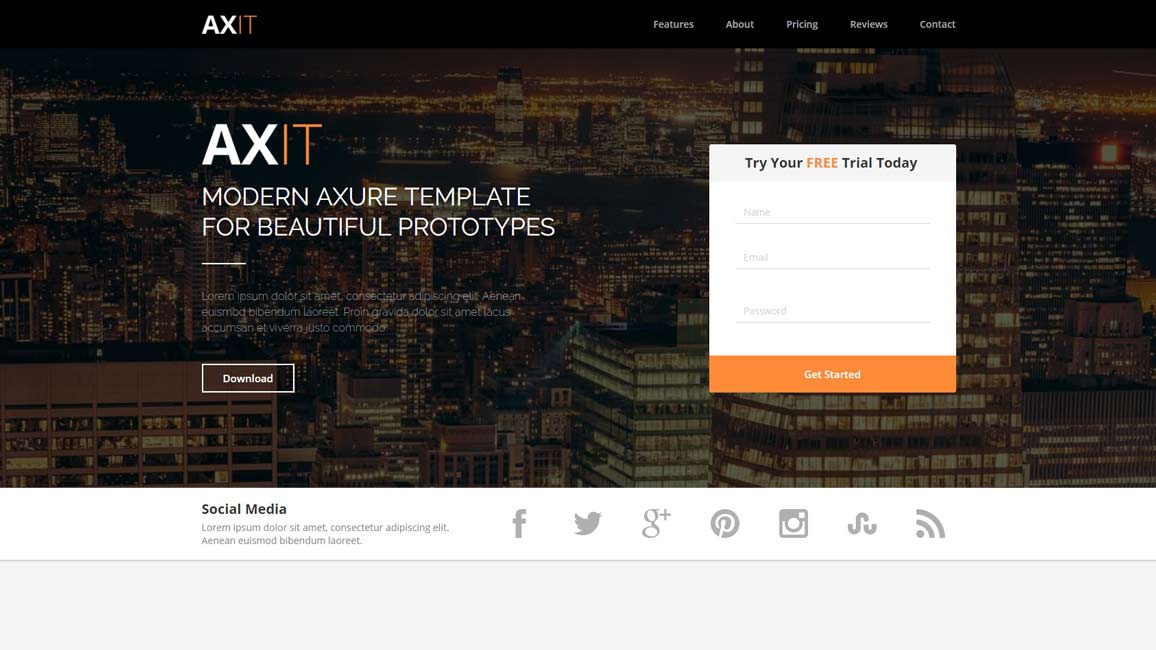 AXIT
Features
About
Pricing
Reviews
Contact
AXIT
MODERN AXURE TEMPLATE
FOR BEAUTIFUL PROTOTYPES
Lorem ipsum dolor sit amet, consectetur adipiscing elit. Aenean
euismod bibendum laoreet. Proin gravida dolor sit amet lacus
accumsan et viverra justo commodo.
Download
Try Your FREE Trial Today
Name
Email
Password
Get Started
Social Media
Lorem ipsum dolor sit amet, consectetur adipiscing elit.
Aenean euismod bibendum laoreet.